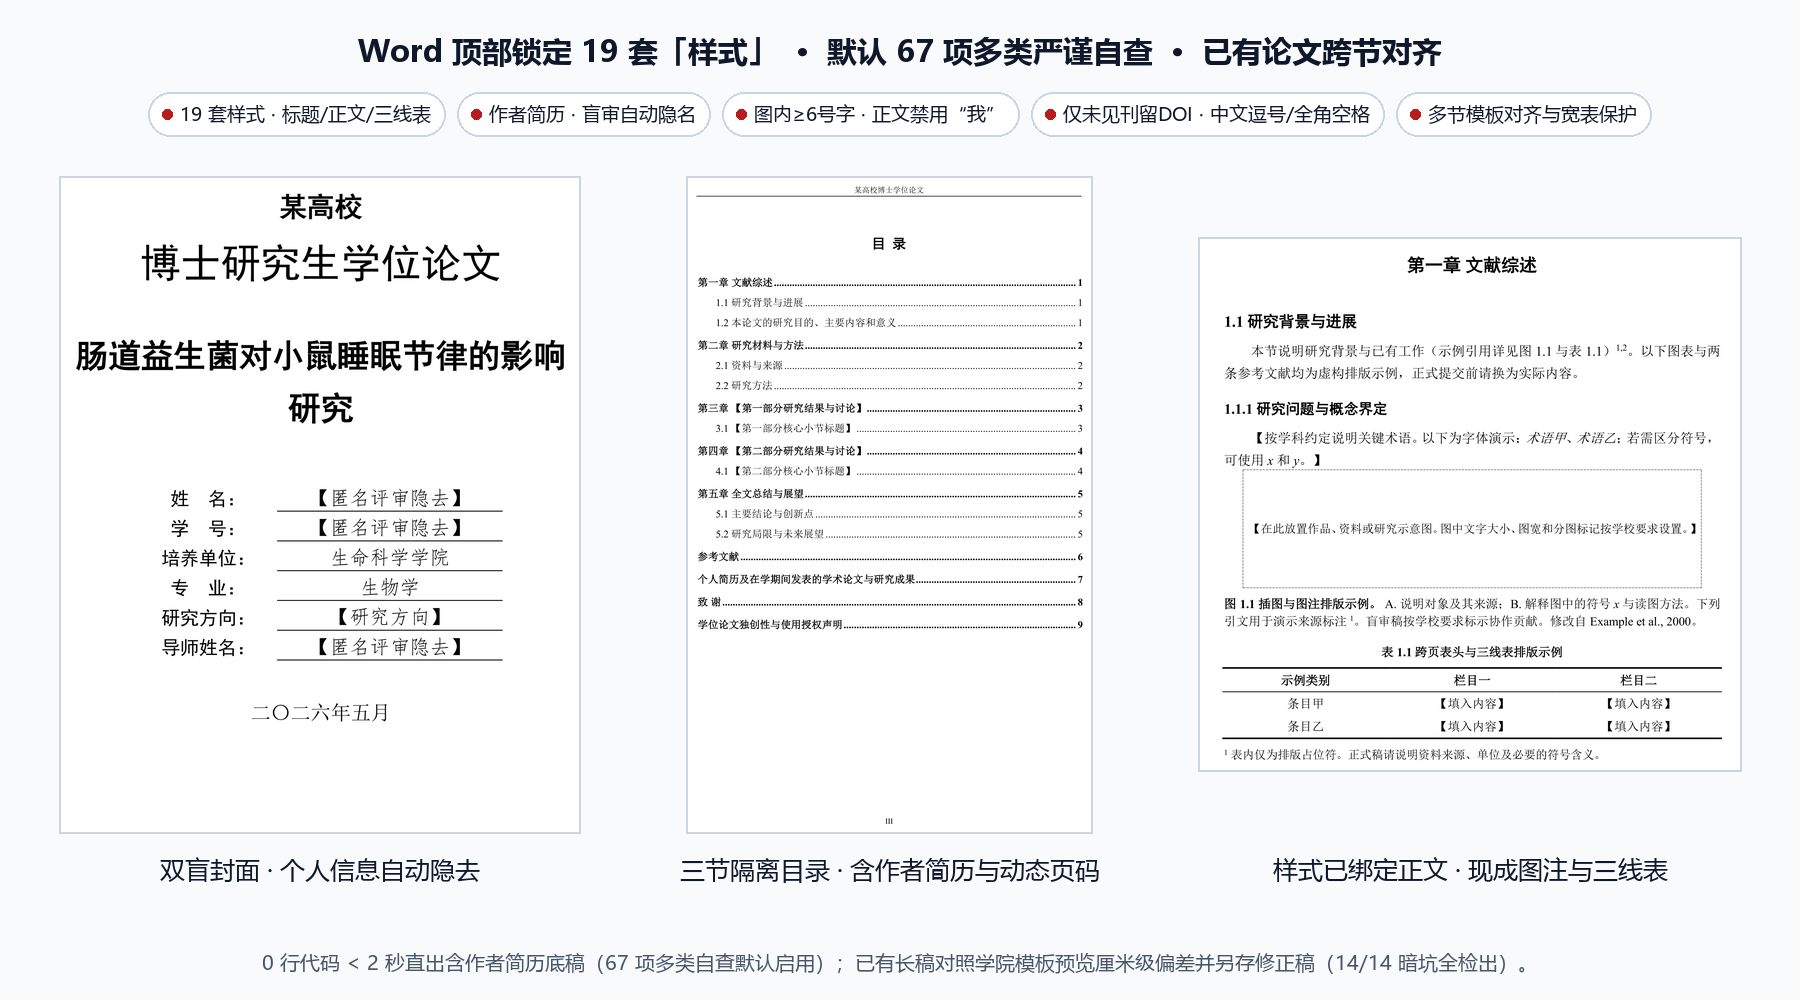 Word 顶部锁定 19 套「样式」 • 默认 67 项多类严谨自查 • 已有论文跨节对齐
19 套样式 · 标题/正文/三线表
作者简历 · 盲审自动隐名
图内≥6号字 · 正文禁用“我”
仅未见刊留DOI · 中文逗号/全角空格
多节模板对齐与宽表保护
某高校
博士研究生学位论文
肠道益生菌对小鼠睡眠节律的影响
研究
姓 名： 【匿名评审隐去】
学 号： 【匿名评审隐去】
培养单位： 生命科学学院
专 业： 生物学
研究方向： 【研究方向】
导师姓名： 【匿名评审隐去】
二〇二六年五月
双盲封面 · 个人信息自动隐去
某高校博士学位论文
目 录
第一章 文献综述 1
1.1 研究背景与进展 1
1.2 本论文的研究目的、主要内容和意义 1
第二章 研究材料与方法 2
2.1 资料与来源 2
2.2 研究方法 2
第三章 【第一部分研究结果与讨论】 3
3.1 【第一部分核心小节标题】 3
第四章 【第二部分研究结果与讨论】 4
4.1 【第二部分核心小节标题】 4
第五章 全文总结与展望 5
5.1 主要结论与创新点 5
5.2 研究局限与未来展望 5
参考文献 6
个人简历及在学期间发表的学术论文与研究成果 7
致 谢 8
学位论文独创性与使用授权声明 9
III
三节隔离目录 · 含作者简历与动态页码
第一章 文献综述
1.1 研究背景与进展
本节说明研究背景与已有工作（示例引用详见图 1.1 与表 1.1）1,2。以下图表与两
条参考文献均为虚构排版示例，正式提交前请换为实际内容。
1.1.1 研究问题与概念界定
【按学科约定说明关键术语。以下为字体演示：术语甲、术语乙；若需区分符号，
可使用 x 和 y。】
【在此放置作品、资料或研究示意图。图中文字大小、图宽和分图标记按学校要求设置。】
图 1.1 插图与图注排版示例。 A. 说明对象及其来源；B. 解释图中的符号 x 与读图方法。下列
引文用于演示来源标注 1。盲审稿按学校要求标示协作贡献。修改自 Example et al., 2000。
表 1.1 跨页表头与三线表排版示例
示例类别 栏目一 栏目二
条目甲 【填入内容】 【填入内容】
条目乙 【填入内容】 【填入内容】
1 表内仅为排版占位符。正式稿请说明资料来源、单位及必要的符号含义。
样式已绑定正文 · 现成图注与三线表
0 行代码 < 2 秒直出含作者简历底稿（67 项多类自查默认启用）；已有长稿对照学院模板预览厘米级偏差并另存修正稿（14/14 暗坑全检出）。